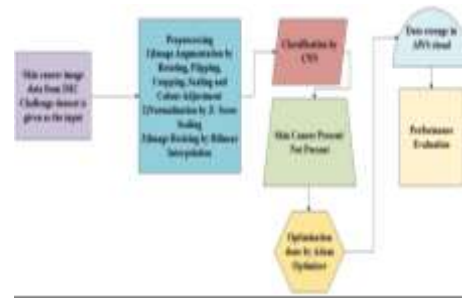 Skin cancer image
data from ISIC
Challenge dataset is
given as the input
Preprocessing
1)Image Augmentation by
Rotating, Flipping,
Cropping, Scaling and
Colour Adjustment
2)Normalization by Z- Score
Scaling
3)Image Resizing by Bilinear
Interpolation
Classification by
CNN
Skin Cancer Present
Not Present
Optimization
done by Adam
Optimizer
Data storage in
AWS cloud
Performance
Evaluation